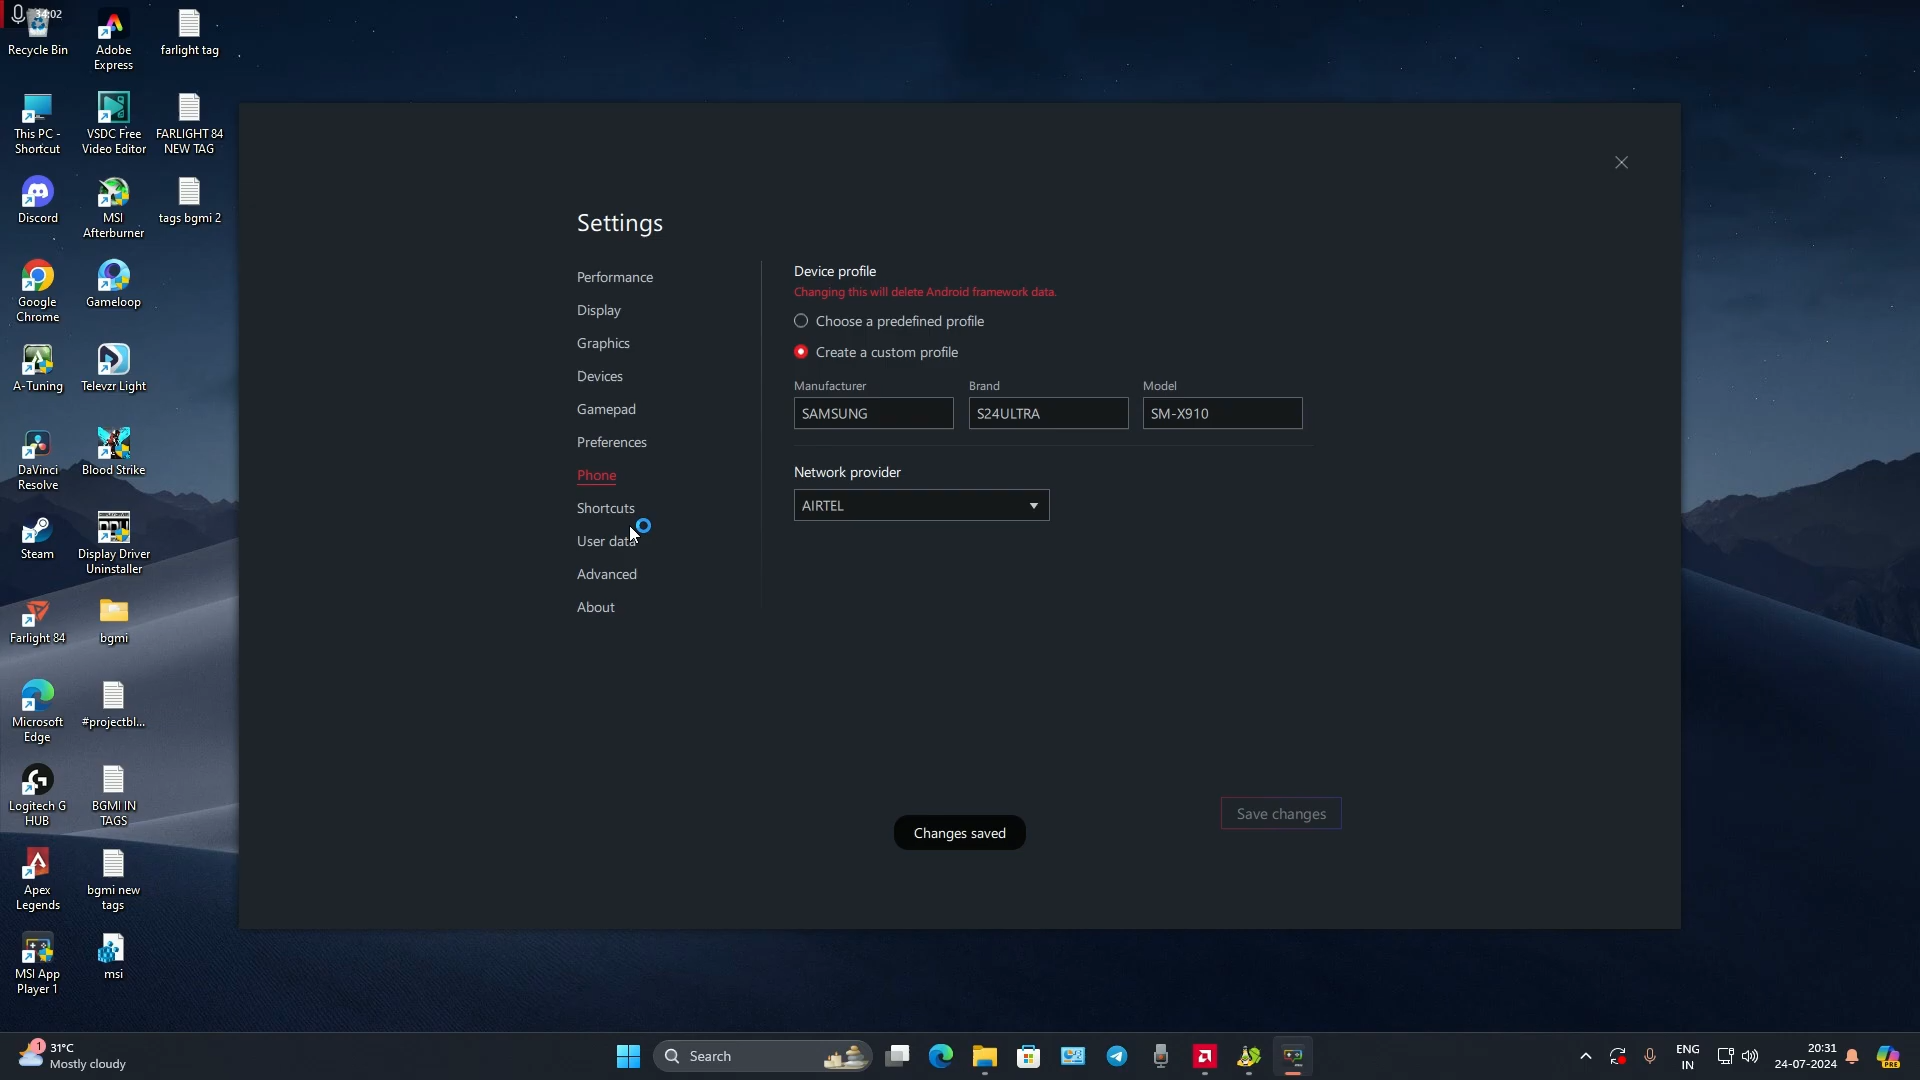 34:02
Recycle Bin
Adobe
Express
farlight tag
This PC -
Shortcut
VSDC Free
Video Editor
FARLIGHT 84
NEW TAG
Discord
MSI
Afterburner
tags bgmi 2
Google
Chrome
Gameloop
A-Tuning
Televzr Light
DaVinci
Resolve
Blood Strike
Steam
Display Driver
Uninstaller
Farlight 84
bgmi
Microsoft
Edge
#projectbl...
Logitech G
HUB
BGMI IN
TAGS
Apex
Legends
bgmi new
tags
MSI App
Player 1
msi
Settings
Performance
Display
Graphics
Devices
Gamepad
Preferences
Phone
Shortcuts
User data
Advanced
About
Device profile
Changing this will delete Android framework data.
Choose a predefined profile
Create a custom profile
Manufacturer
Brand
Model
SAMSUNG
S24ULTRA
SM-X910
Network provider
AIRTEL
Save changes
Changes saved
1
31°C
Mostly cloudy
Search
ENG
IN
20:31
24-07-2024
PRE